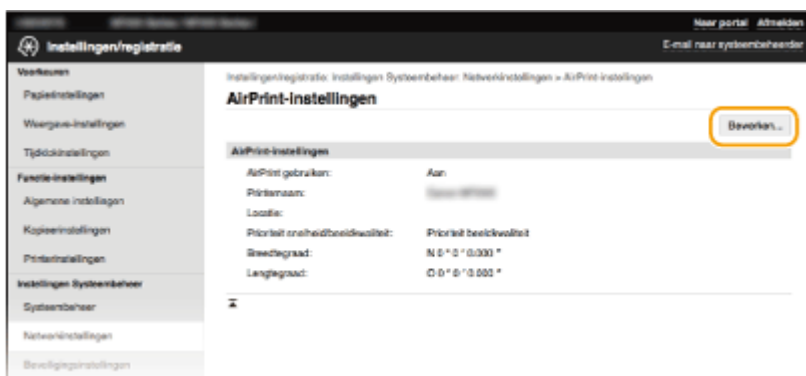 Naar portal Afmelden
Instellingen/registratie
E-mail naar systeembeheerder
Voorkeuren
Papierinstellingen
Weergave-instellingen
Tijdklokinstellingen
Functie-instellingen
Algemene instellingen
Kopieerinstellingen
Printerinstellingen
Instellingen Systeembeheer
Systeembeheer
Netwerkinstellingen
Beveiligingsinstellingen
Instellingen/registratie: Instellingen Systeembeheer: Netwerkinstellingen > AirPrint-instellingen
AirPrint-instellingen
Bewerken...
AirPrint-instellingen
AirPrint gebruiken: Aan
Printernaam:
Locatie:
Prioriteit snelheid/beeldkwaliteit: Prioriteit beeldkwaliteit
Breedtegraad: N 0 ° 0 ' 0.000 "
Lengtegraad: O 0 ° 0 ' 0.000 "